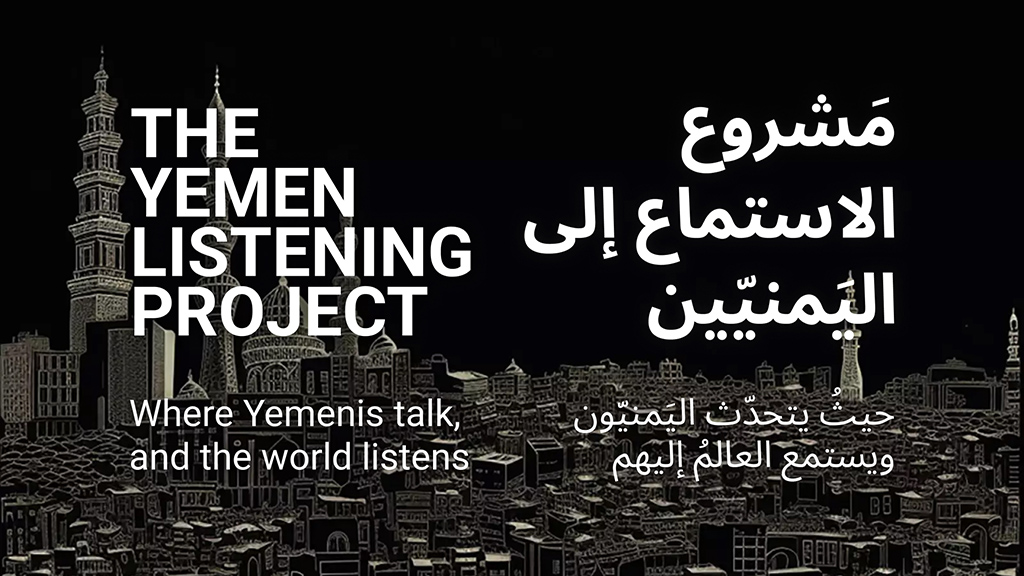 THE
YEMEN
LISTENING
PROJECT
Where Yemenis talk,
and the world listens
مَشروع
الاستماع إلى
اليَمنيّين
حيثُ يتحدّث اليَمنيّون
ويستمع العالمُ إليهم